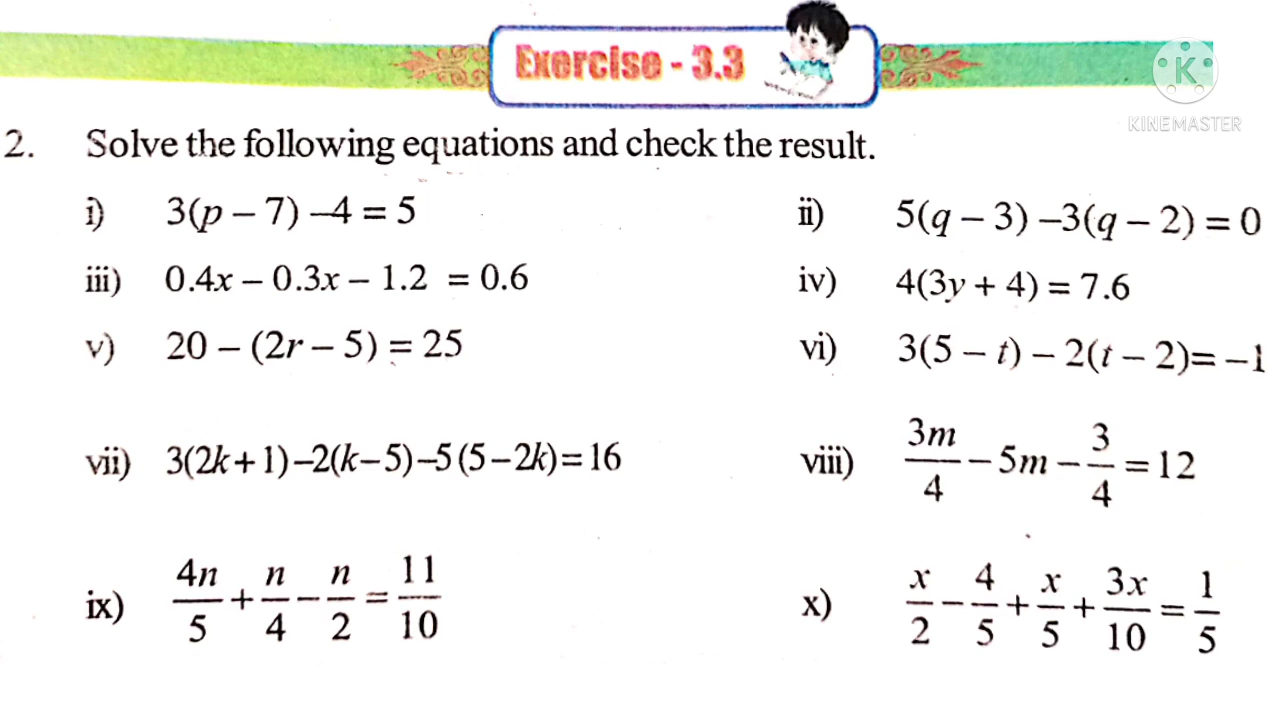 Exercise - 3.3
KINEMASTER
2. Solve the following equations and check the result.
i) 3(p – 7) –4 = 5 ii) 5(q – 3) –3(q – 2) = 0
iii) 0.4x – 0.3x – 1.2 = 0.6 iv) 4(3y + 4) = 7.6
v) 20 – (2r – 5) = 25 vi) 3(5 – t) – 2(t – 2)= –1
vii) 3(2k+1)–2(k–5)–5(5–2k)=16 viii) 3m/4 – 5m – 3/4 = 12
ix) 4n/5 + n/4 – n/2 = 11/10 x) x/2 – 4/5 + x/5 + 3x/10 = 1/5